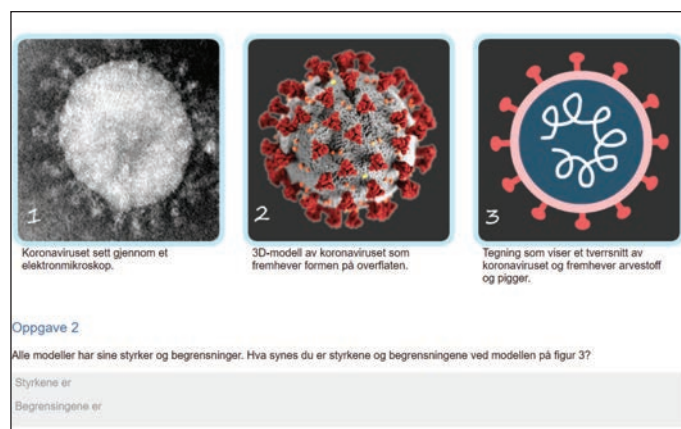 1
2
3
Koronaviruset sett gjennom et
elektronmikroskop.
3D-modell av koronaviruset som
fremhever formen på overflaten.
Tegning som viser et tverrsnitt av
koronaviruset og fremhever arvestoff
og pigger.
Oppgave 2
Alle modeller har sine styrker og begrensninger. Hva synes du er styrkene og begrensningene ved modellen på figur 3?
Styrkene er
Begrensingene er